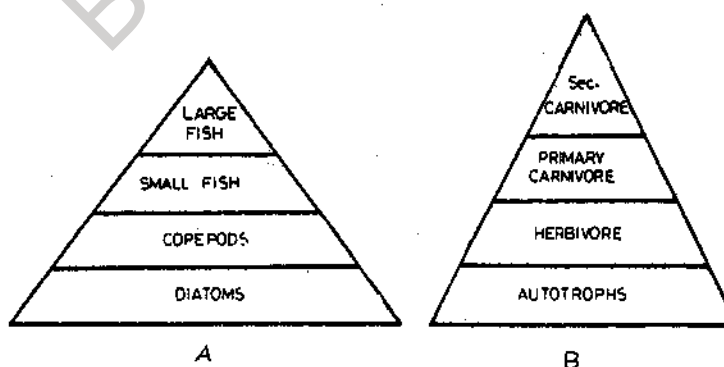 LARGE
FISH
SMALL FISH
COPEPODS
DIATOMS
A
Sec.
CARNIVORE
PRIMARY
CARNIVORE
HERBIVORE
AUTOTROPHS
B